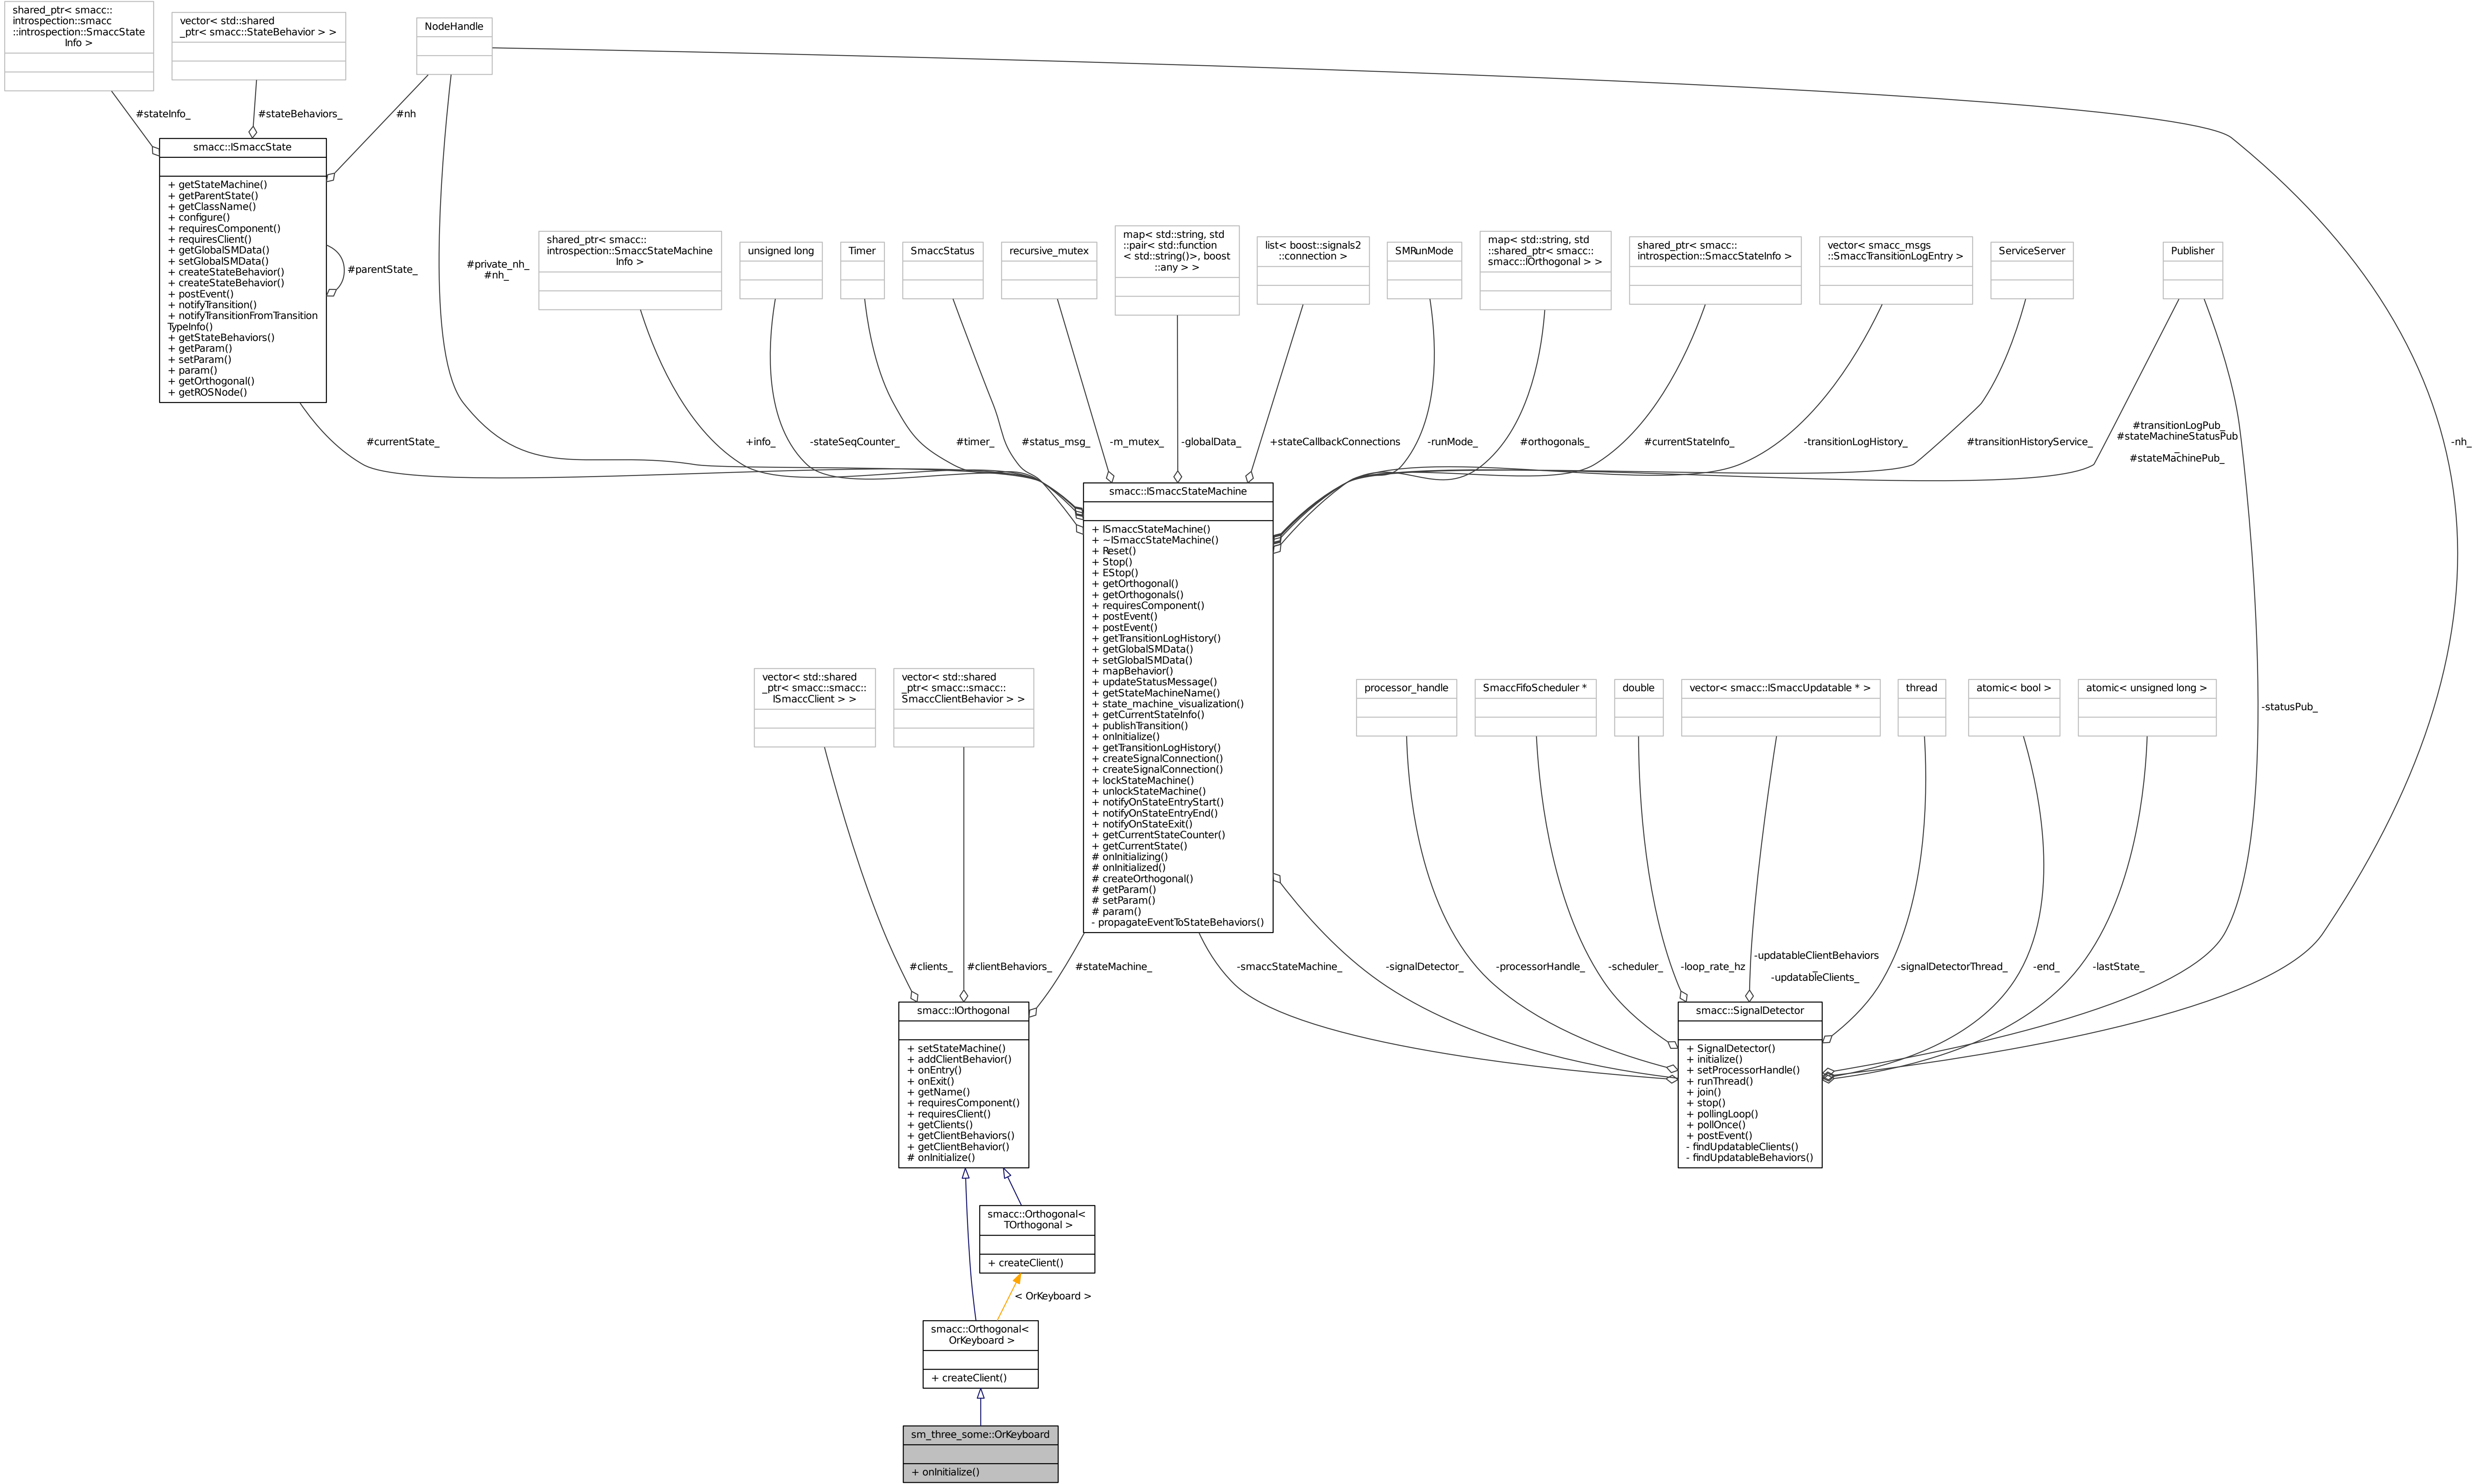 shared_ptr< smacc::
introspection::smacc
::introspection::SmaccState
Info >
vector< std::shared
_ptr< smacc::StateBehavior > >
NodeHandle
#stateInfo_
#stateBehaviors_
#nh
smacc::ISmaccState
+ getStateMachine()
+ getParentState()
+ getClassName()
+ configure()
+ requiresComponent()
+ requiresClient()
+ getGlobalSMData()
+ setGlobalSMData()
+ createStateBehavior()
+ createStateBehavior()
+ postEvent()
+ notifyTransition()
+ notifyTransitionFromTransition
TypeInfo()
+ getStateBehaviors()
+ getParam()
+ setParam()
+ param()
+ getOrthogonal()
+ getROSNode()
#parentState_
#private_nh_
#nh_
shared_ptr< smacc::
introspection::SmaccStateMachine
Info >
unsigned long
Timer
SmaccStatus
recursive_mutex
map< std::string, std
::pair< std::function
< std::string()>, boost
::any > >
list< boost::signals2
::connection >
SMRunMode
map< std::string, std
::shared_ptr< smacc::
smacc::IOrthogonal > >
shared_ptr< smacc::
introspection::SmaccStateInfo >
vector< smacc_msgs
::SmaccTransitionLogEntry >
ServiceServer
Publisher
#currentState_
+info_
-stateSeqCounter_
#timer_
#status_msg_
-m_mutex_
-globalData_
+stateCallbackConnections
-runMode_
#orthogonals_
#currentStateInfo_
-transitionLogHistory_
#transitionHistoryService_
#transitionLogPub_
#stateMachineStatusPub
_
#stateMachinePub_
-nh_
smacc::ISmaccStateMachine
+ ISmaccStateMachine()
+ ~ISmaccStateMachine()
+ Reset()
+ Stop()
+ EStop()
+ getOrthogonal()
+ getOrthogonals()
+ requiresComponent()
+ postEvent()
+ postEvent()
+ getTransitionLogHistory()
+ getGlobalSMData()
+ setGlobalSMData()
+ mapBehavior()
+ updateStatusMessage()
+ getStateMachineName()
+ state_machine_visualization()
+ getCurrentStateInfo()
+ publishTransition()
+ onInitialize()
+ getTransitionLogHistory()
+ createSignalConnection()
+ createSignalConnection()
+ lockStateMachine()
+ unlockStateMachine()
+ notifyOnStateEntryStart()
+ notifyOnStateEntryEnd()
+ notifyOnStateExit()
+ getCurrentStateCounter()
+ getCurrentState()
# onInitializing()
# onInitialized()
# createOrthogonal()
# getParam()
# setParam()
# param()
- propagateEventToStateBehaviors()
vector< std::shared
_ptr< smacc::smacc::
ISmaccClient > >
vector< std::shared
_ptr< smacc::smacc::
SmaccClientBehavior > >
processor_handle
SmaccFifoScheduler *
double
vector< smacc::ISmaccUpdatable * >
thread
atomic< bool >
atomic< unsigned long >
-statusPub_
#clients_
#clientBehaviors_
#stateMachine_
-smaccStateMachine_
-signalDetector_
-processorHandle_
-scheduler_
-loop_rate_hz
-updatableClientBehaviors
_
-updatableClients_
-signalDetectorThread_
-end_
-lastState_
smacc::IOrthogonal
+ setStateMachine()
+ addClientBehavior()
+ onEntry()
+ onExit()
+ getName()
+ requiresComponent()
+ requiresClient()
+ getClients()
+ getClientBehaviors()
+ getClientBehavior()
# onInitialize()
smacc::SignalDetector
+ SignalDetector()
+ initialize()
+ setProcessorHandle()
+ runThread()
+ join()
+ stop()
+ pollingLoop()
+ pollOnce()
+ postEvent()
- findUpdatableClients()
- findUpdatableBehaviors()
smacc::Orthogonal<
TOrthogonal >
+ createClient()
< OrKeyboard >
smacc::Orthogonal<
OrKeyboard >
+ createClient()
sm_three_some::OrKeyboard
+ onInitialize()